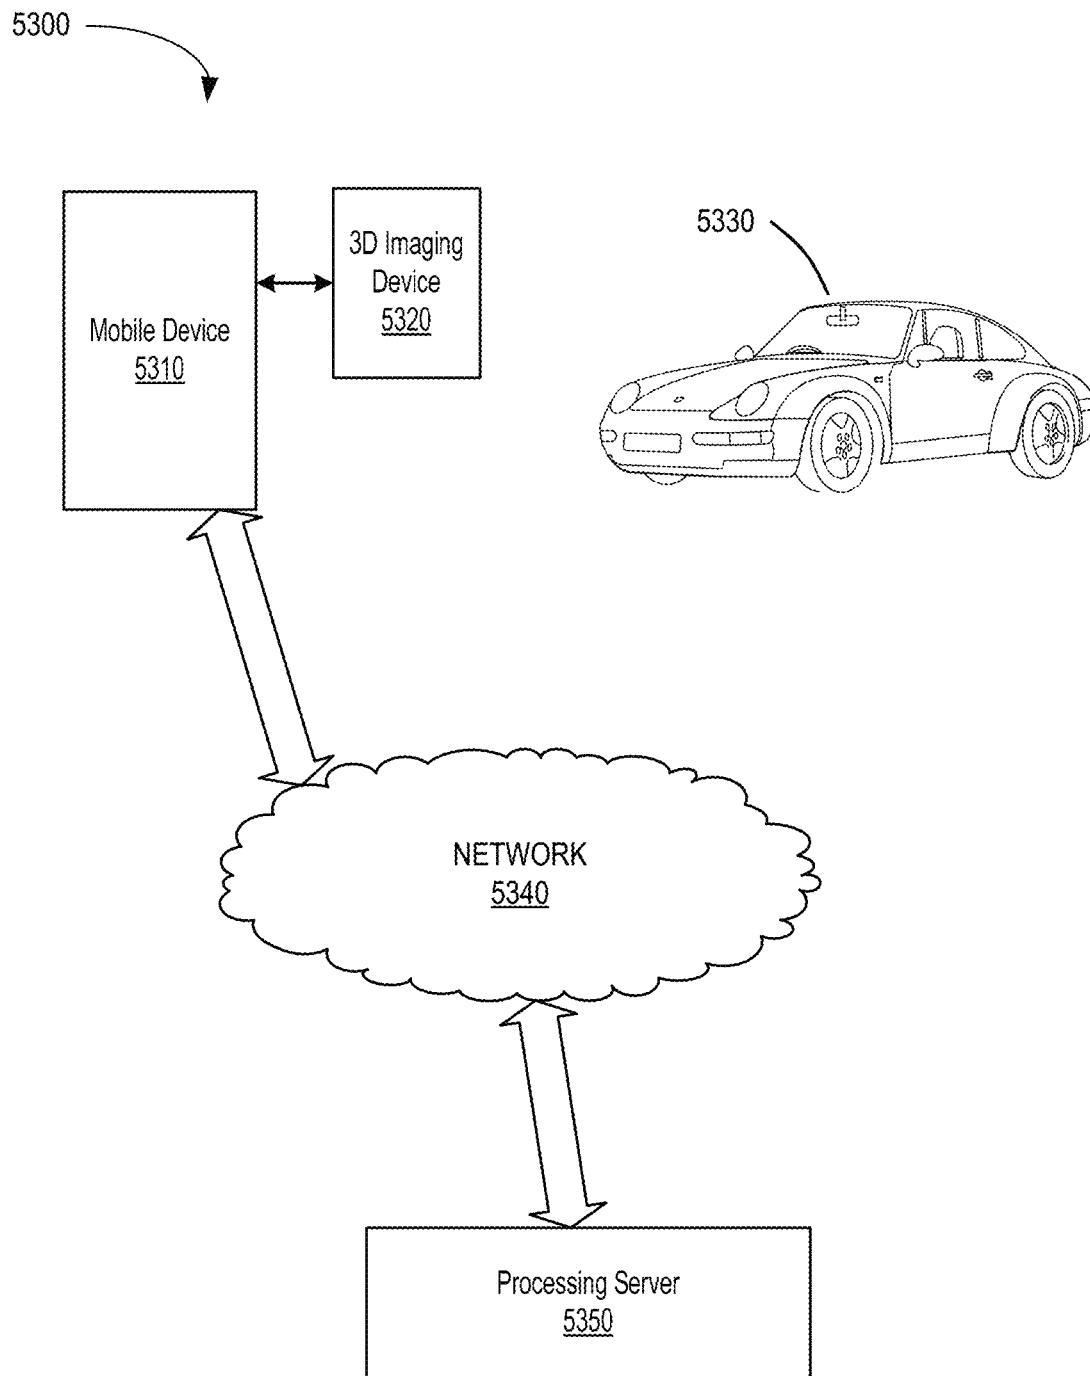 5300
Mobile Device
5310
3D Imaging
Device
5320
5330
NETWORK
5340
Processing Server
5350